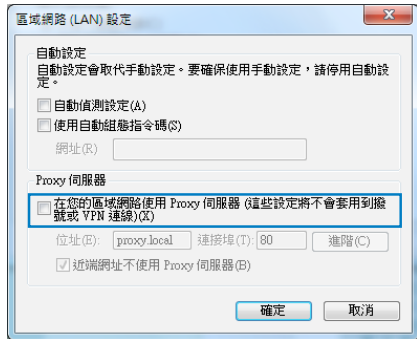 區域網路 (LAN) 設定
自動設定
自動設定會取代手動設定。要確保使用手動設定，請停用自動設
定。
自動偵測設定(A)
使用自動組態指令碼(S)
網址(R)
Proxy 伺服器
在您的區域網路使用 Proxy 伺服器 (這些設定將不會套用到撥
號或 VPN 連線)(X)
位址(E): proxy.local 連接埠(T): 80 進階(C)
近端網址不使用 Proxy 伺服器(B)
確定 取消